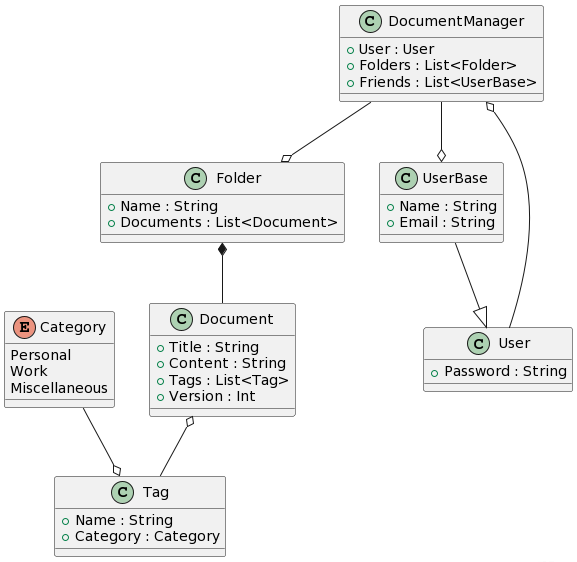 C DocumentManager
User : User
Folders : List<Folder>
Friends : List<UserBase>
C Folder
Name : String
Documents : List<Document>
C UserBase
Name : String
Email : String
E Category
Personal
Work
Miscellaneous
C Document
Title : String
Content : String
Tags : List<Tag>
Version : Int
C User
Password : String
C Tag
Name : String
Category : Category